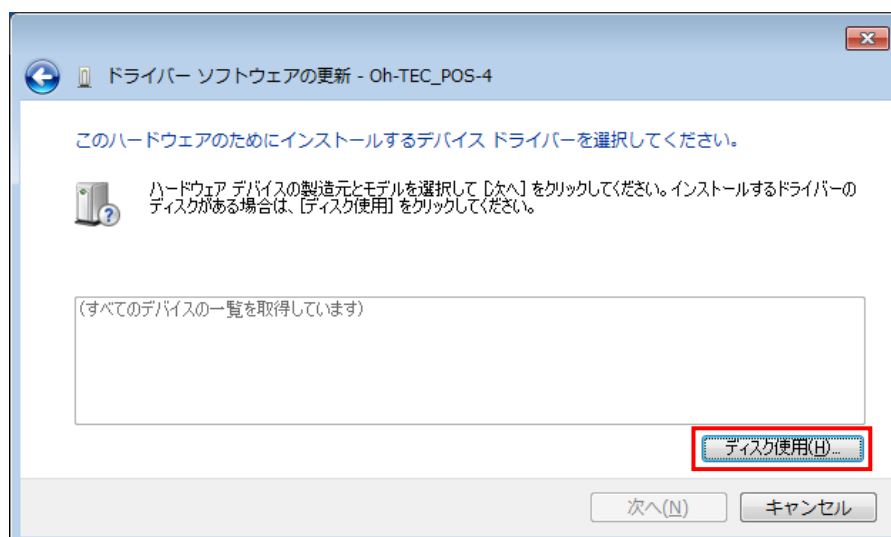 ドライバー ソフトウェアの更新 - Oh-TEC_POS-4
このハードウェアのためにインストールするデバイス ドライバーを選択してください。
ハードウェア デバイスの製造元とモデルを選択して [次へ] をクリックしてください。インストールするドライバーの
ディスクがある場合は、[ディスク使用] をクリックしてください。
(すべてのデバイスの一覧を取得しています)
ディスク使用(H)...
次へ(N)
キャンセル